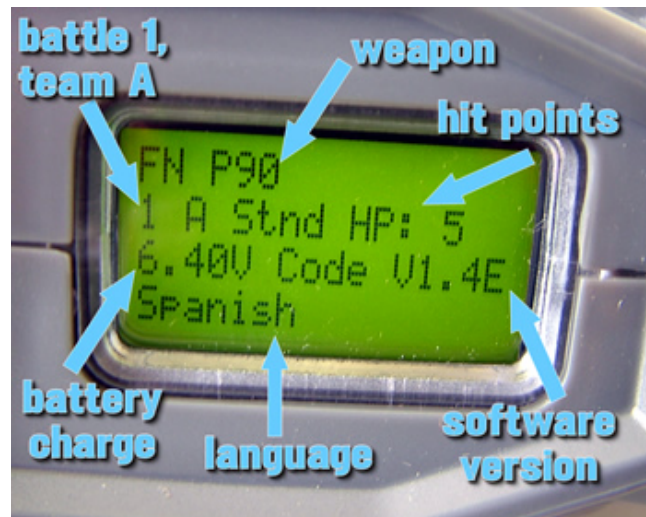 battle 1,
team A
weapon
hit points
FN P90
1 A Stnd HP: 5
6.40V Code V1.4E
Spanish
battery
charge
language
software
version